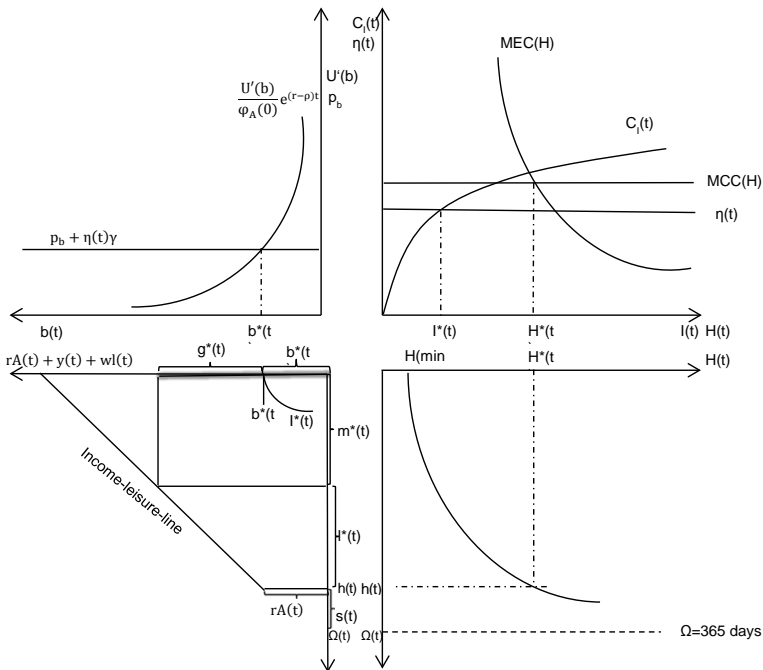 C_I(t)
η(t)
MEC(H)
U'(b)
p_b
U'(b)
φ_A(0)
e^(r−ρ)t
C_I(t)
MCC(H)
η(t)
p_b + η(t)γ
b(t)
b*(t
I*(t)
H*(t
I(t)
H(t)
rA(t) + y(t) + wl(t)
g*(t)
b*(t
H(min
H*(t
H(t)
b*(t
I*(t)
m*(t)
Income-leisure-line
l*(t)
rA(t)
h(t)
h(t)
s(t)
Ω(t)
Ω(t)
Ω=365 days